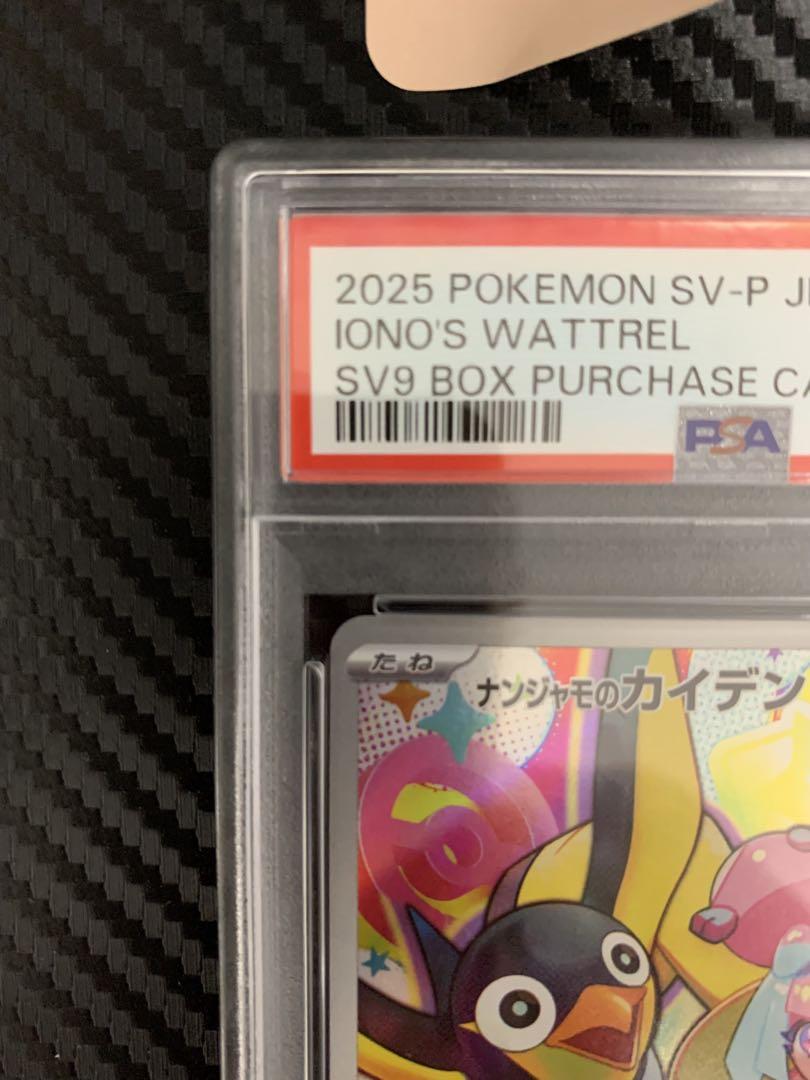 2025 POKEMON SV-P
IONO'S WATTREL
SV9 BOX PURCHASE
PSA
たね
ナンジャモのカイデン